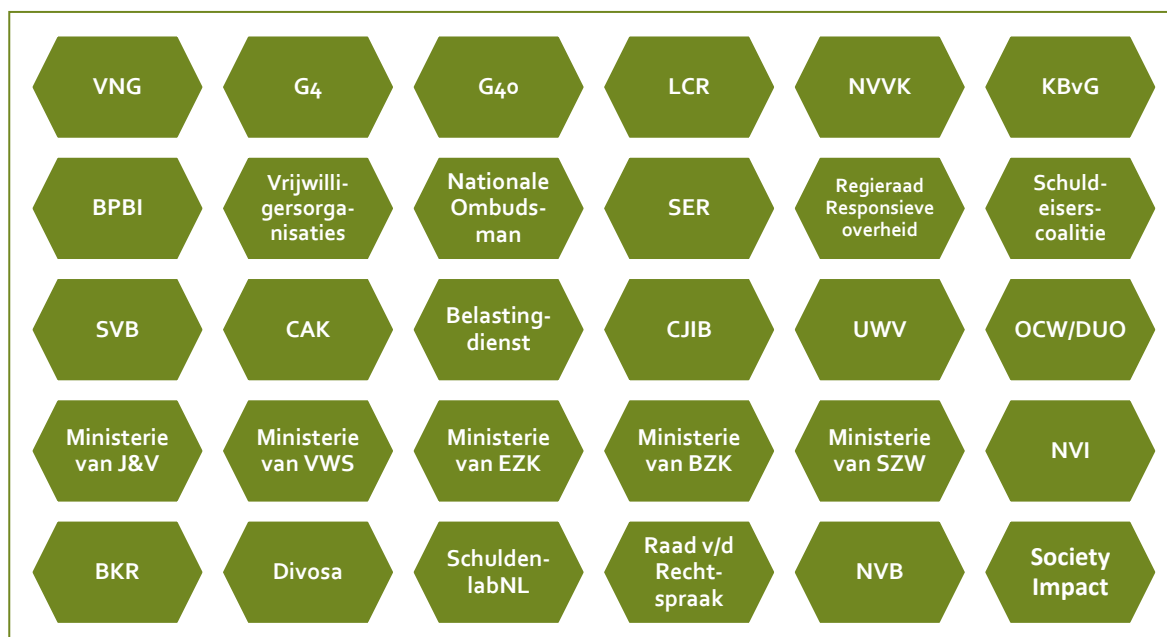 VNG
G4
G40
LCR
NVVK
KBvG
BPBI
Vrijwilli-
gersorga-
nisaties
Nationale
Ombuds-
man
SER
Regieraad
Responsieve
overheid
Schuld-
eisers-
coalitie
SVB
CAK
Belasting-
dienst
CJIB
UWV
OCW/DUO
Ministerie
van J&V
Ministerie
van VWS
Ministerie
van EZK
Ministerie
van BZK
Ministerie
van SZW
NVI
BKR
Divosa
Schulden-
labNL
Raad v/d
Recht-
spraak
NVB
Society
Impact